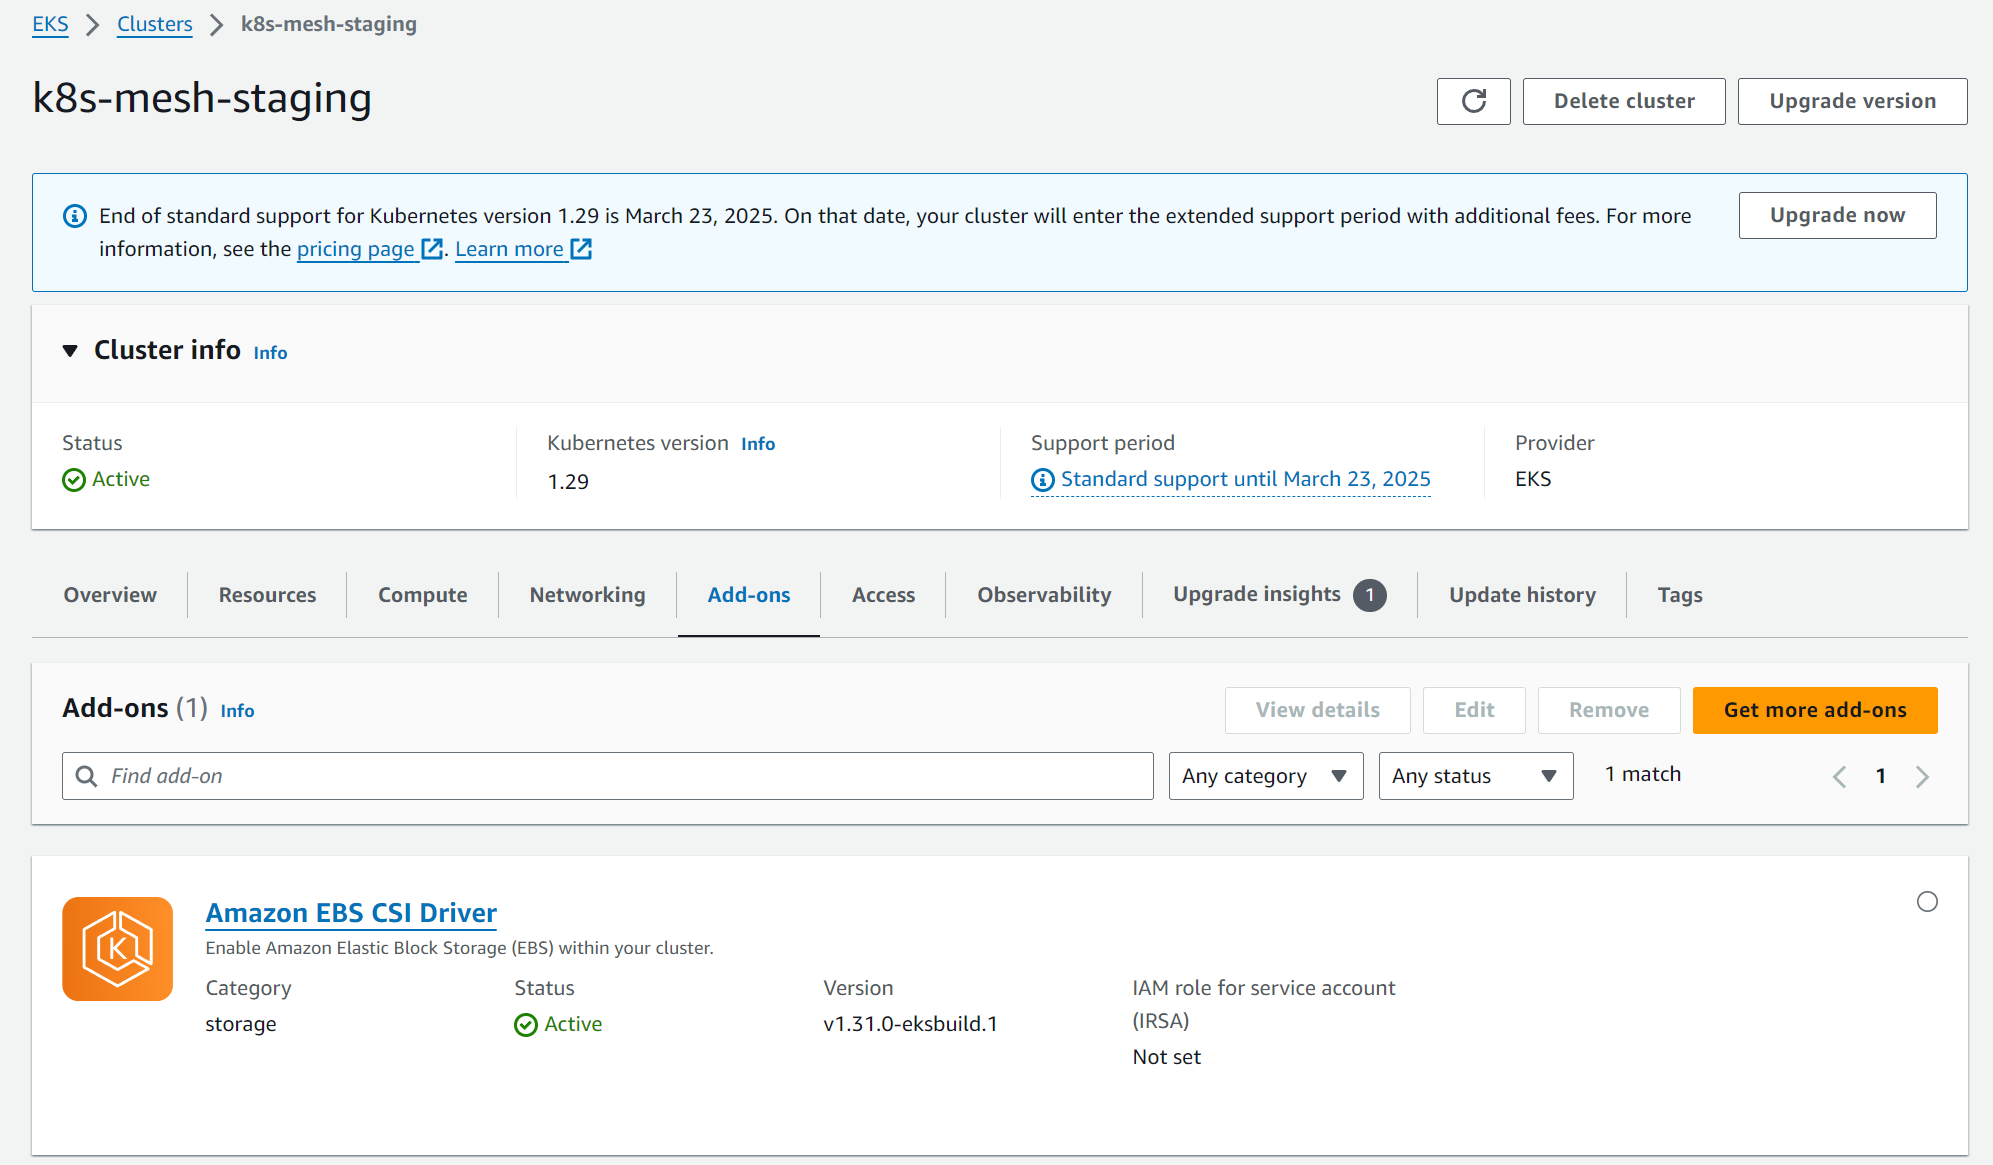 EKS > Clusters > k8s-mesh-staging
k8s-mesh-staging
Delete cluster
Upgrade version
End of standard support for Kubernetes version 1.29 is March 23, 2025. On that date, your cluster will enter the extended support period with additional fees. For more
information, see the pricing page. Learn more
Upgrade now
Cluster info Info
Status
Active
Kubernetes version Info
1.29
Support period
Standard support until March 23, 2025
Provider
EKS
Overview
Resources
Compute
Networking
Add-ons
Access
Observability
Upgrade insights 1
Update history
Tags
Add-ons (1) Info
View details
Edit
Remove
Get more add-ons
Find add-on
Any category
Any status
1 match
1
K
Amazon EBS CSI Driver
Enable Amazon Elastic Block Storage (EBS) within your cluster.
Category
storage
Status
Active
Version
v1.31.0-eksbuild.1
IAM role for service account
(IRSA)
Not set